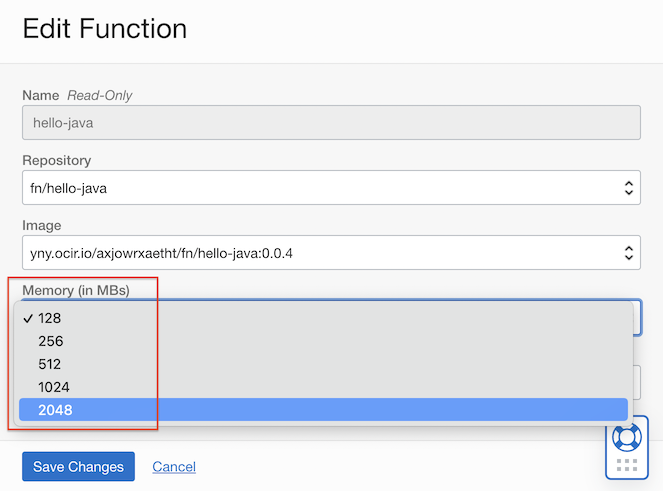 Edit Function
Name Read-Only
hello-java
Repository
fn/hello-java
Image
yny.ocir.io/axjowrxaetht/fn/hello-java:0.0.4
Memory (in MBs)
✓ 128
256
512
1024
2048
Save Changes Cancel